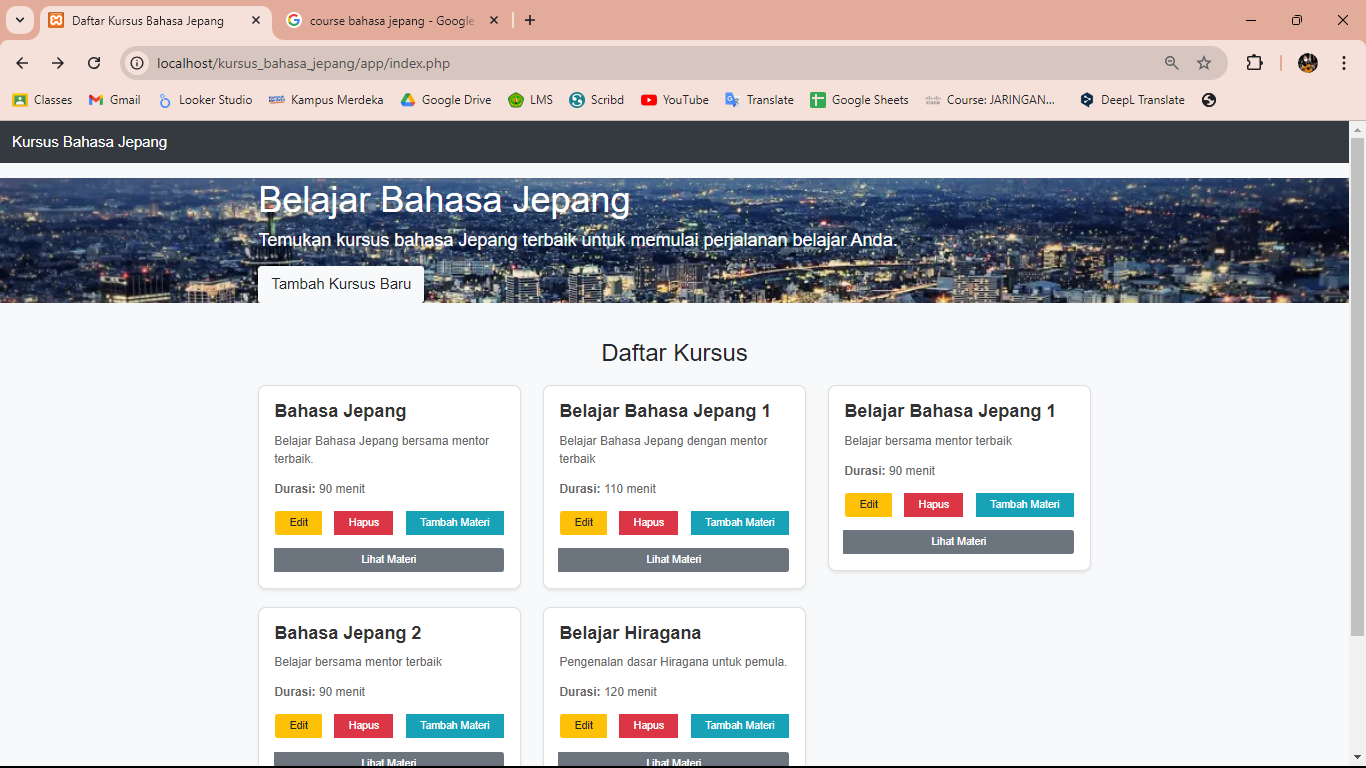 Daftar Kursus Bahasa Jepang
course bahasa jepang - Google
localhost/kursus_bahasa_jepang/app/index.php
Classes Gmail Looker Studio Kampus Merdeka Google Drive LMS Scribd YouTube Translate Google Sheets Course: JARINGAN... DeepL Translate
Kursus Bahasa Jepang
Belajar Bahasa Jepang
Temukan kursus bahasa Jepang terbaik untuk memulai perjalanan belajar Anda.
Tambah Kursus Baru
Daftar Kursus
Bahasa Jepang
Belajar Bahasa Jepang bersama mentor
terbaik.
Durasi: 90 menit
Edit Hapus Tambah Materi
Lihat Materi
Belajar Bahasa Jepang 1
Belajar Bahasa Jepang dengan mentor
terbaik
Durasi: 110 menit
Edit Hapus Tambah Materi
Lihat Materi
Belajar Bahasa Jepang 1
Belajar bersama mentor terbaik
Durasi: 90 menit
Edit Hapus Tambah Materi
Lihat Materi
Bahasa Jepang 2
Belajar bersama mentor terbaik
Durasi: 90 menit
Edit Hapus Tambah Materi
Lihat Materi
Belajar Hiragana
Pengenalan dasar Hiragana untuk pemula.
Durasi: 120 menit
Edit Hapus Tambah Materi
Lihat Materi